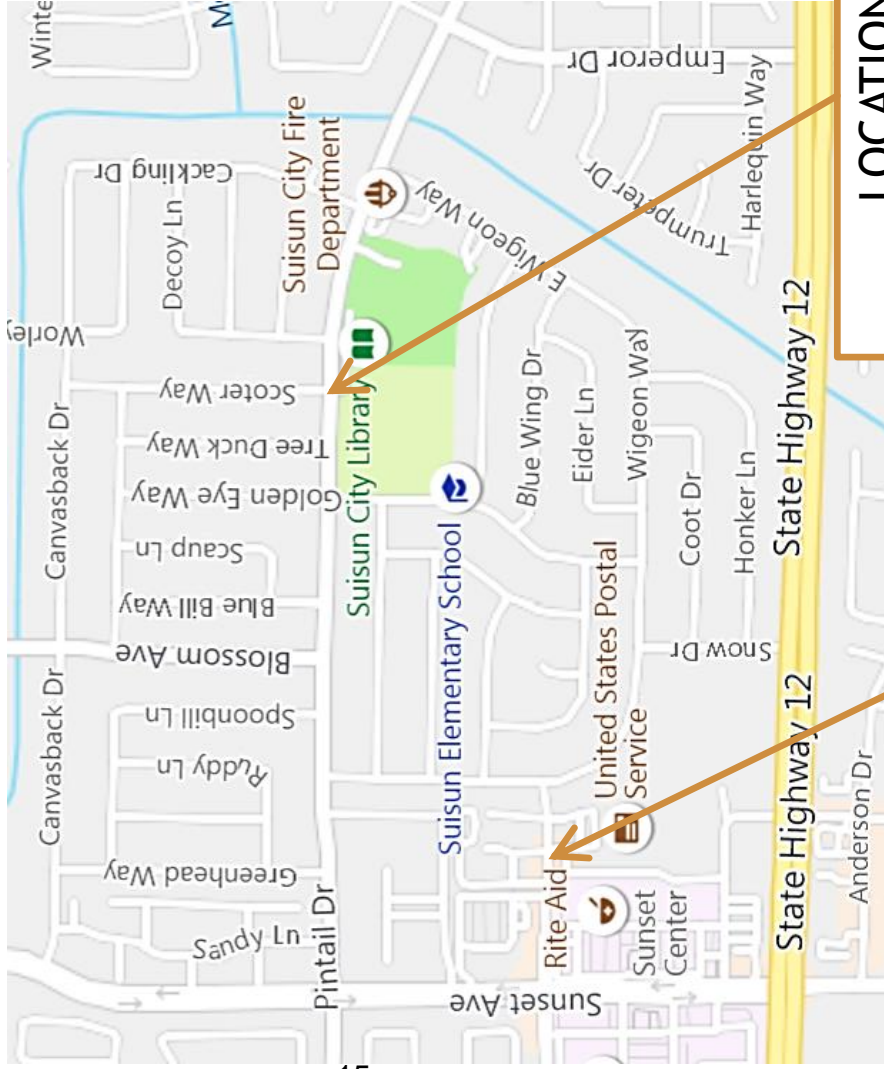 Winte
Emperor Dr
Cackling Dr
Suisun City Fire
Department
Harlequin Way
Trumpeter Dr
Decoy Ln
E Wigeon Way
LOCATION
Worley
Scoter Way
Tree Duck Way
Golden Eye Way
Suisun City Library
Canvasback Dr
Scaup Ln
Blue Bill Way
Blossom Ave
Blue Wing Dr
Eider Ln
Wigeon Way
Coot Dr
Honker Ln
State Highway 12
Suisun Elementary School
Snow Dr
Canvasback Dr
Spoonbill Ln
Ruddy Ln
Greenhead Way
United States Postal
Service
State Highway 12
Anderson Dr
Rite Aid
Sunset
Center
Sandy Ln
Pintail Dr
Sunset Ave
15